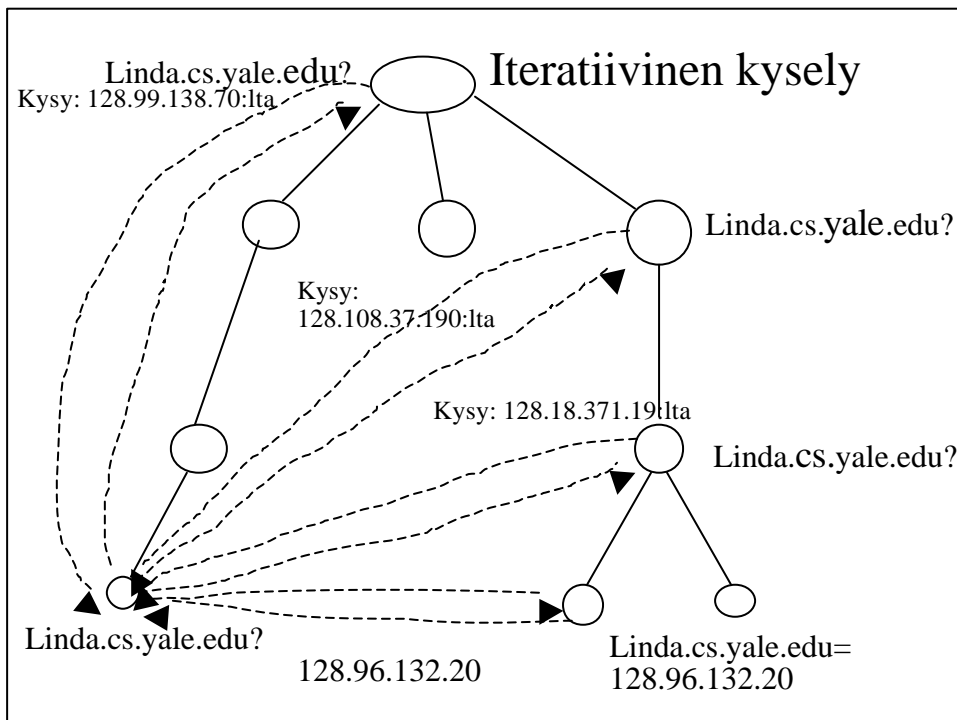 Iteratiivinen kysely
Linda.cs.yale.edu?
Kysy: 128.99.138.70:lta
Linda.cs.yale.edu?
Kysy:
128.108.37.190:lta
Kysy: 128.18.371.19:lta
Linda.cs.yale.edu?
Linda.cs.yale.edu?
128.96.132.20
Linda.cs.yale.edu=
128.96.132.20